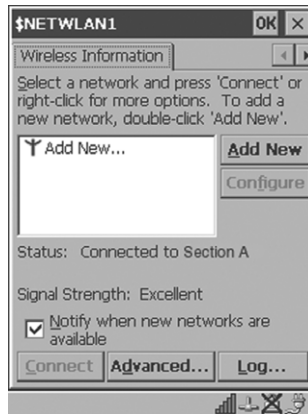 $NETWLAN1 OK ×
Wireless Information
Select a network and press 'Connect' or
right-click for more options. To add a
new network, double-click 'Add New'.
Add New...
Add New
Configure
Status: Connected to Section A
Signal Strength: Excellent
Notify when new networks are
available
Connect Advanced... Log...